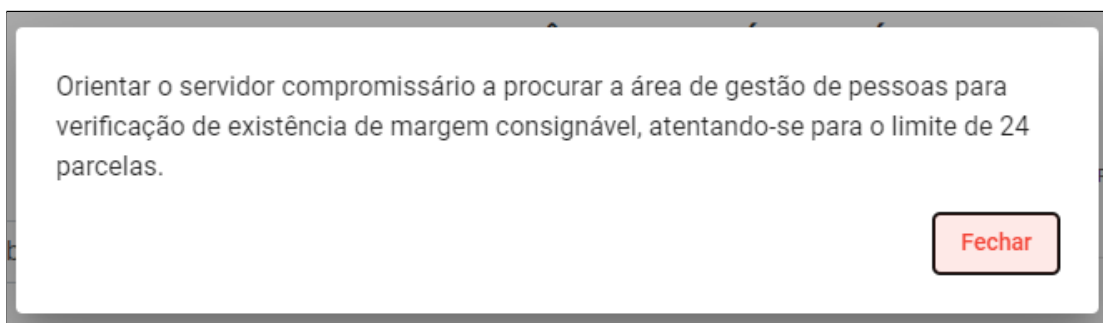 Orientar o servidor compromissário a procurar a área de gestão de pessoas para
verificação de existência de margem consignável, atentando-se para o limite de 24
parcelas.
Fechar